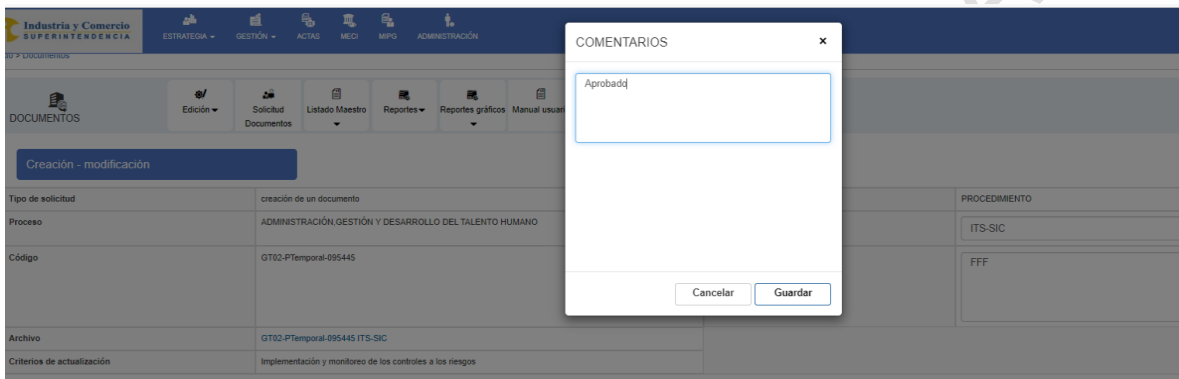 Industria y Comercio
SUPERINTENDENCIA
ESTRATEGIA
GESTIÓN
ACTAS
MECI
MIPG
ADMINISTRACIÓN
> Documentos
DOCUMENTOS
Edición
Solicitud
Documentos
Listado Maestro
Reportes
Reportes gráficos
Manual usuari
COMENTARIOS
×
Aprobado
Cancelar
Guardar
Creación - modificación
Tipo de solicitud
creación de un documento
PROCEDIMIENTO
Proceso
ADMINISTRACIÓN,GESTIÓN Y DESARROLLO DEL TALENTO HUMANO
ITS-SIC
Código
GT02-PTemporal-095445
FFF
Archivo
GT02-PTemporal-095445 ITS-SIC
Criterios de actualización
Implementación y monitoreo de los controles a los riesgos